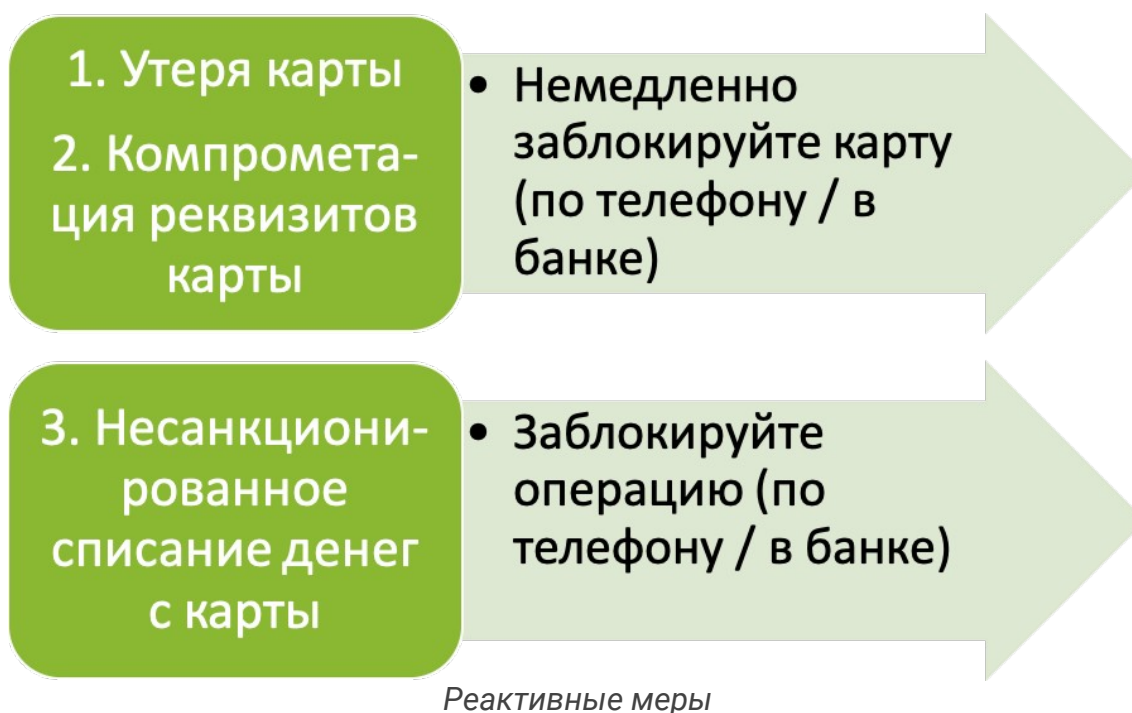 1. Утеря карты
2. Компромета-
ция реквизитов
карты
• Немедленно
заблокируйте карту
(по телефону / в
банке)
3. Несанкциони-
рованное
списание денег
с карты
• Заблокируйте
операцию (по
телефону / в банке)
Реактивные меры